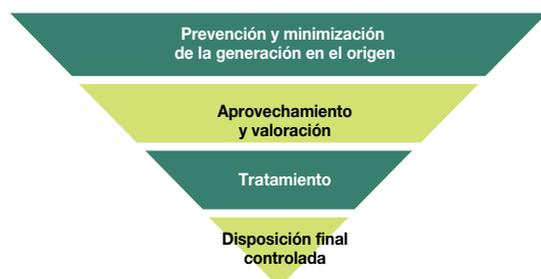 Prevención y minimización
de la generación en el origen
Aprovechamiento
y valoración
Tratamiento
Disposición final
controlada